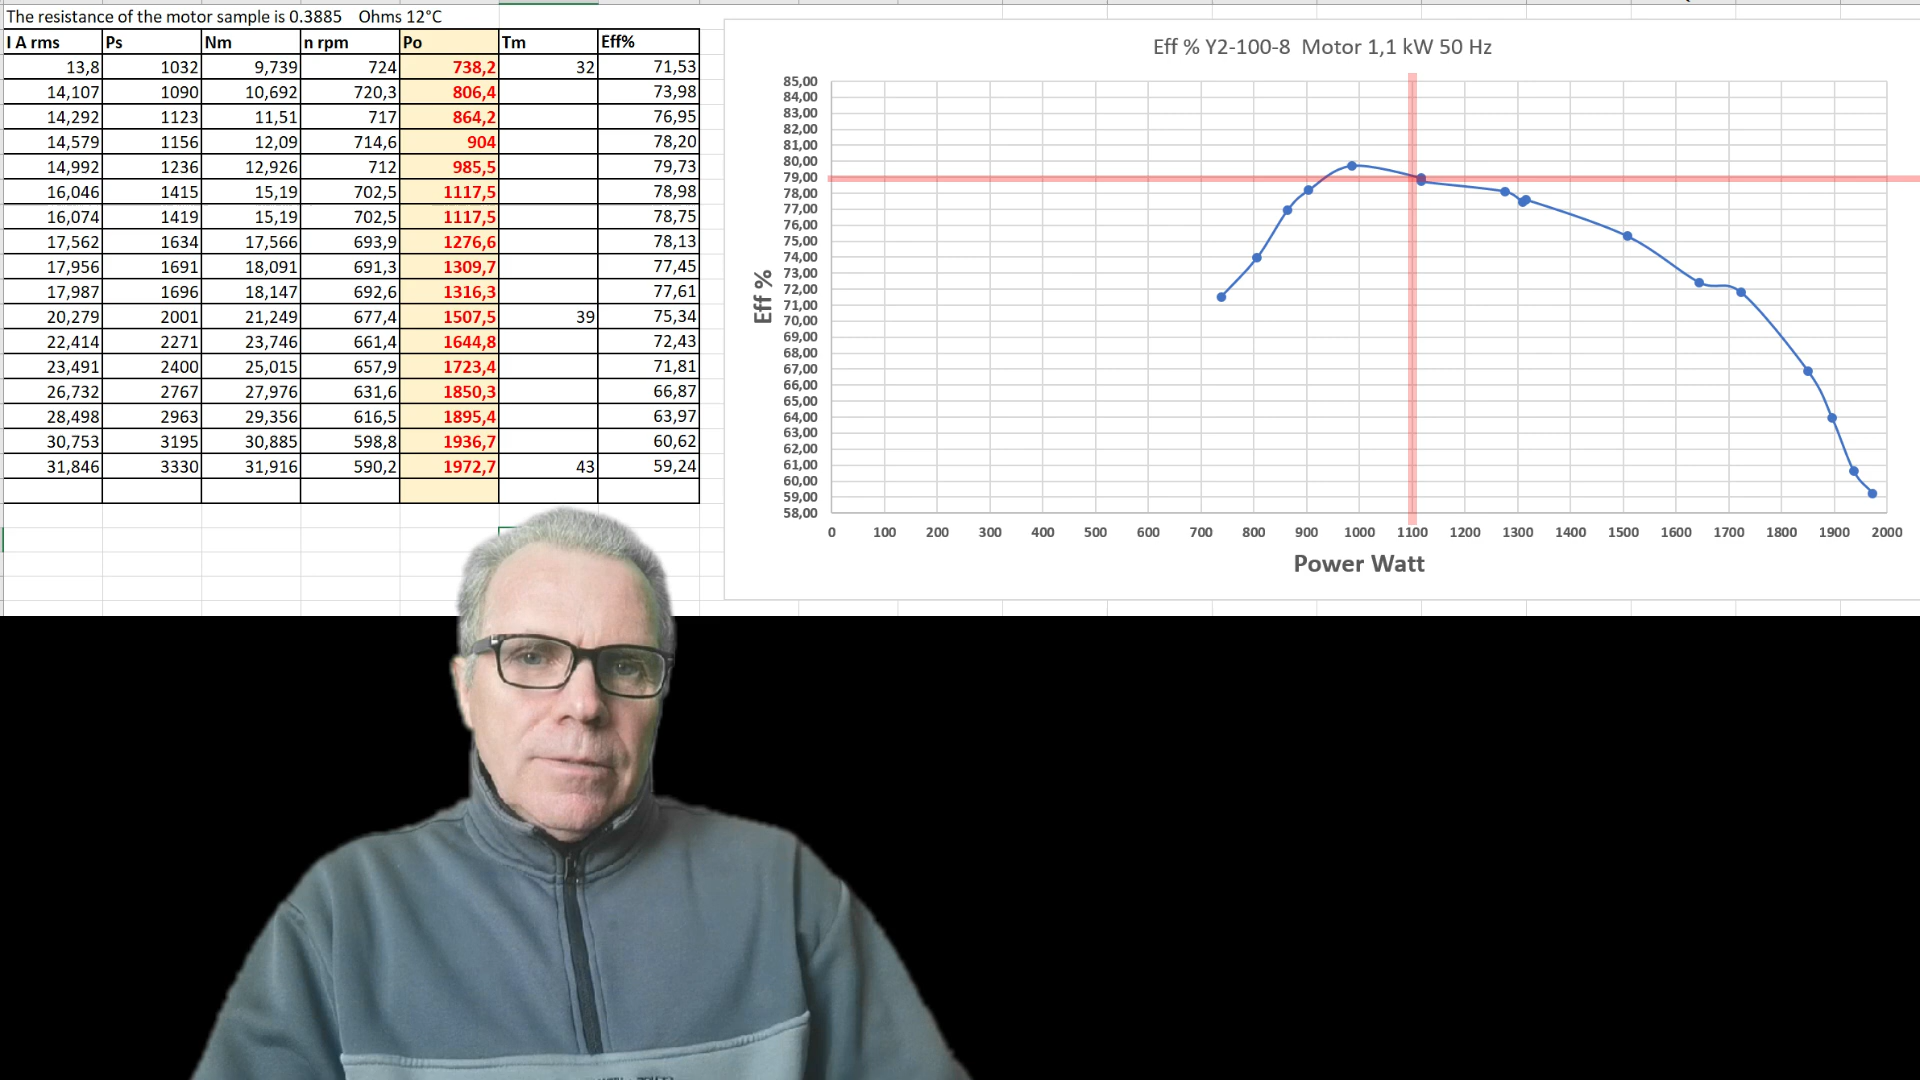 The resistance of the motor sample is 0.3885 Ohms 12°C
I A rms Ps Nm n rpm Po Tm Eff%
13,8 1032 9,739 724 738,2 32 71,53
14,107 1090 10,692 720,3 806,4 73,98
14,292 1123 11,51 717 864,2 76,95
14,579 1156 12,09 714,6 904 78,20
14,992 1236 12,926 712 985,5 79,73
16,046 1415 15,19 702,5 1117,5 78,98
16,074 1419 15,19 702,5 1117,5 78,75
17,562 1634 17,566 693,9 1276,6 78,13
17,956 1691 18,091 691,3 1309,7 77,45
17,987 1696 18,147 692,6 1316,3 77,61
20,279 2001 21,249 677,4 1507,5 39 75,34
22,414 2271 23,746 661,4 1644,8 72,43
23,491 2400 25,015 657,9 1723,4 71,81
26,732 2767 27,976 631,6 1850,3 66,87
28,498 2963 29,356 616,5 1895,4 63,97
30,753 3195 30,885 598,8 1936,7 60,62
31,846 3330 31,916 590,2 1972,7 43 59,24
Eff % Y2-100-8 Motor 1,1 kW 50 Hz
85,00
84,00
83,00
82,00
81,00
80,00
79,00
78,00
77,00
76,00
75,00
74,00
73,00
72,00
71,00
70,00
69,00
68,00
67,00
66,00
65,00
64,00
63,00
62,00
61,00
60,00
59,00
58,00
Eff %
0 100 200 300 400 500 600 700 800 900 1000 1100 1200 1300 1400 1500 1600 1700 1800 1900 2000
Power Watt